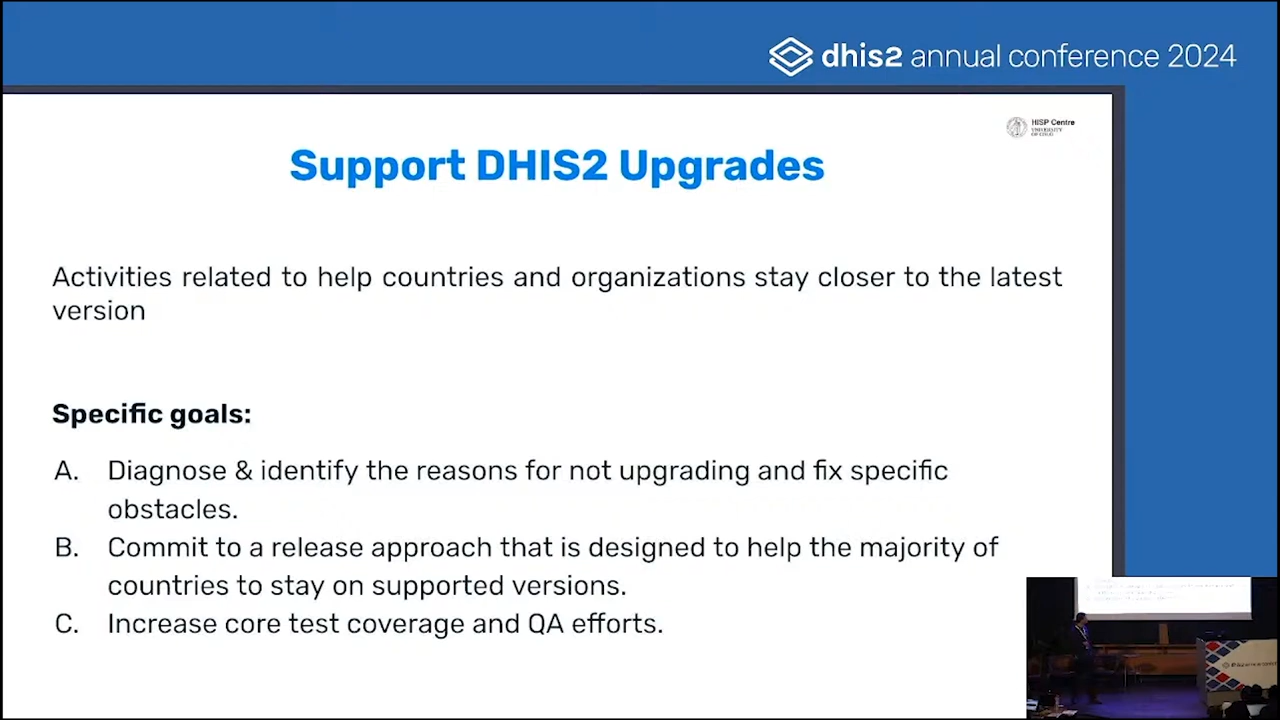 dhis2 annual conference 2024
HISP Centre
UNIVERSITY
OF OSLO
Support DHIS2 Upgrades
Activities related to help countries and organizations stay closer to the latest
version
Specific goals:
A. Diagnose & identify the reasons for not upgrading and fix specific
obstacles.
B. Commit to a release approach that is designed to help the majority of
countries to stay on supported versions.
C. Increase core test coverage and QA efforts.